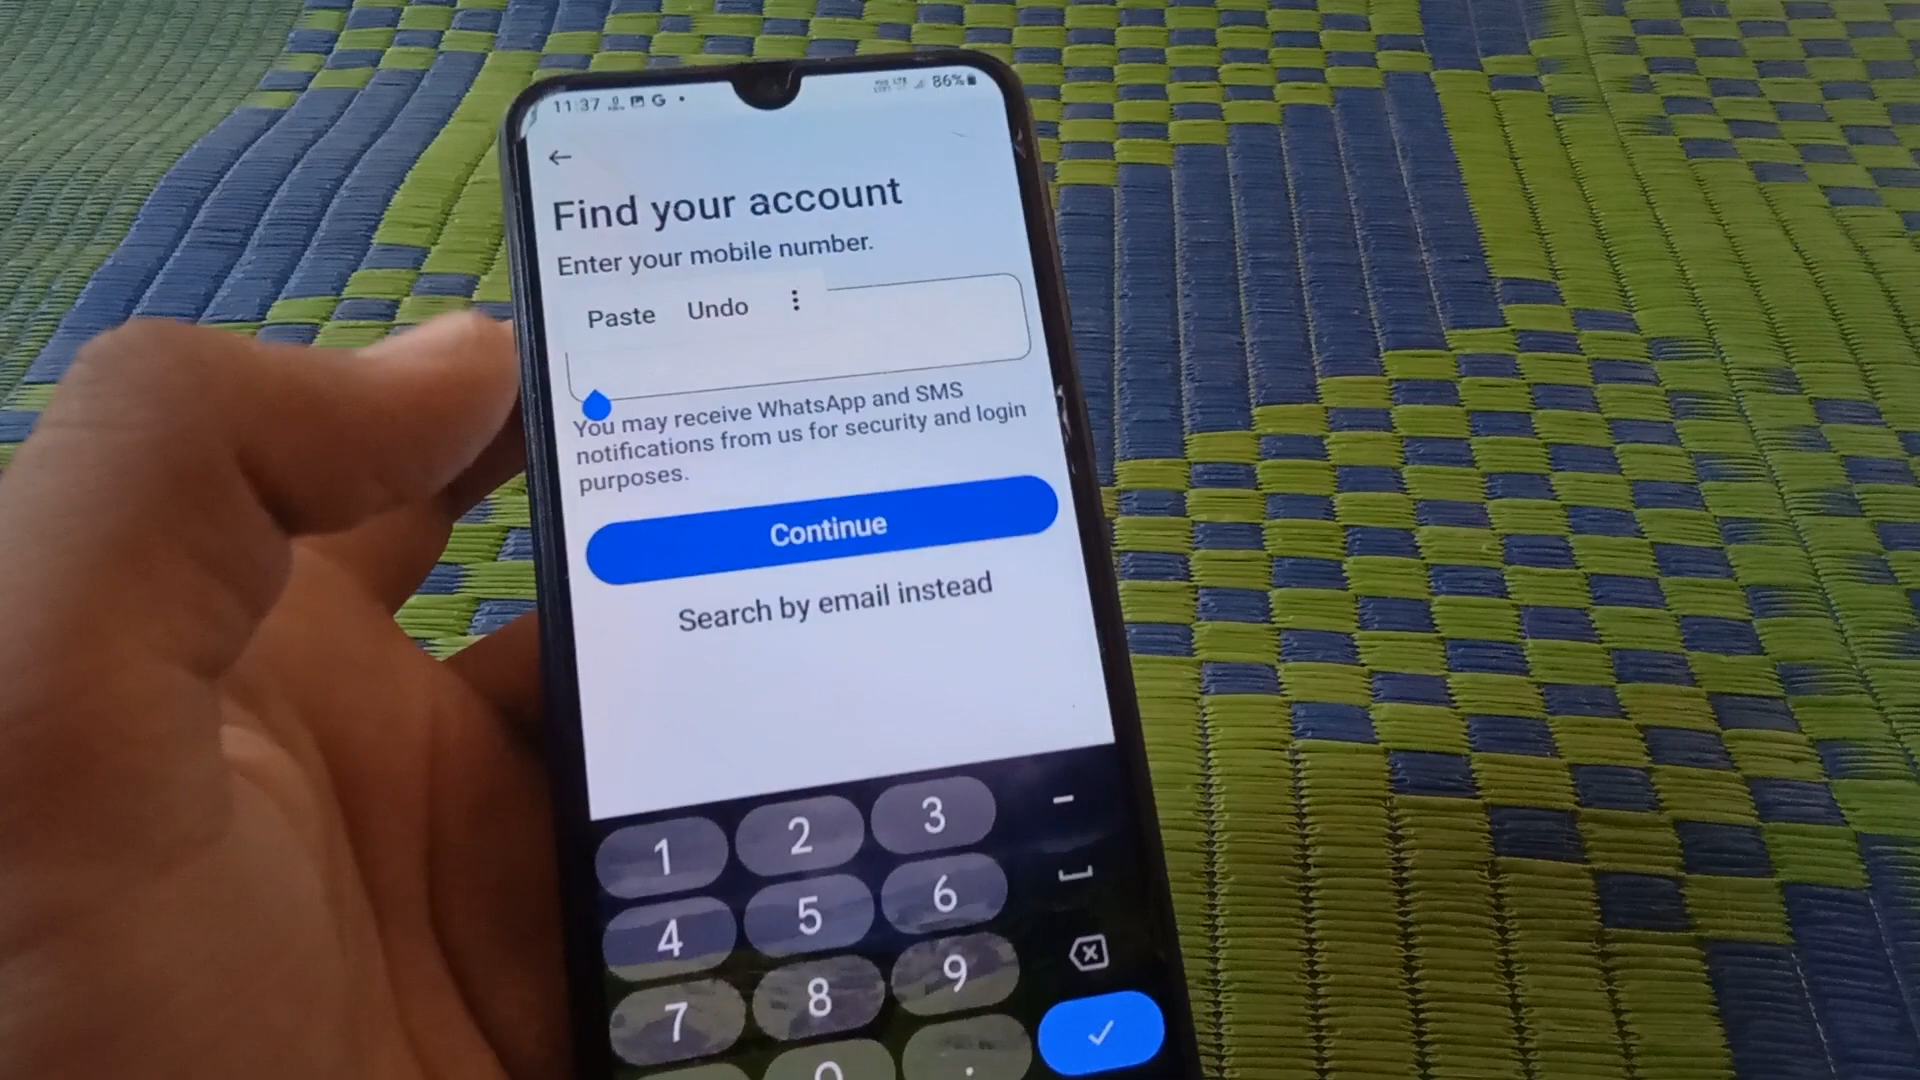 11:37 G 86%
Find your account
Enter your mobile number.
Paste Undo
You may receive WhatsApp and SMS
notifications from us for security and login
purposes.
Continue
Search by email instead
1 2 3 -
4 5 6
7 8 9
0 .